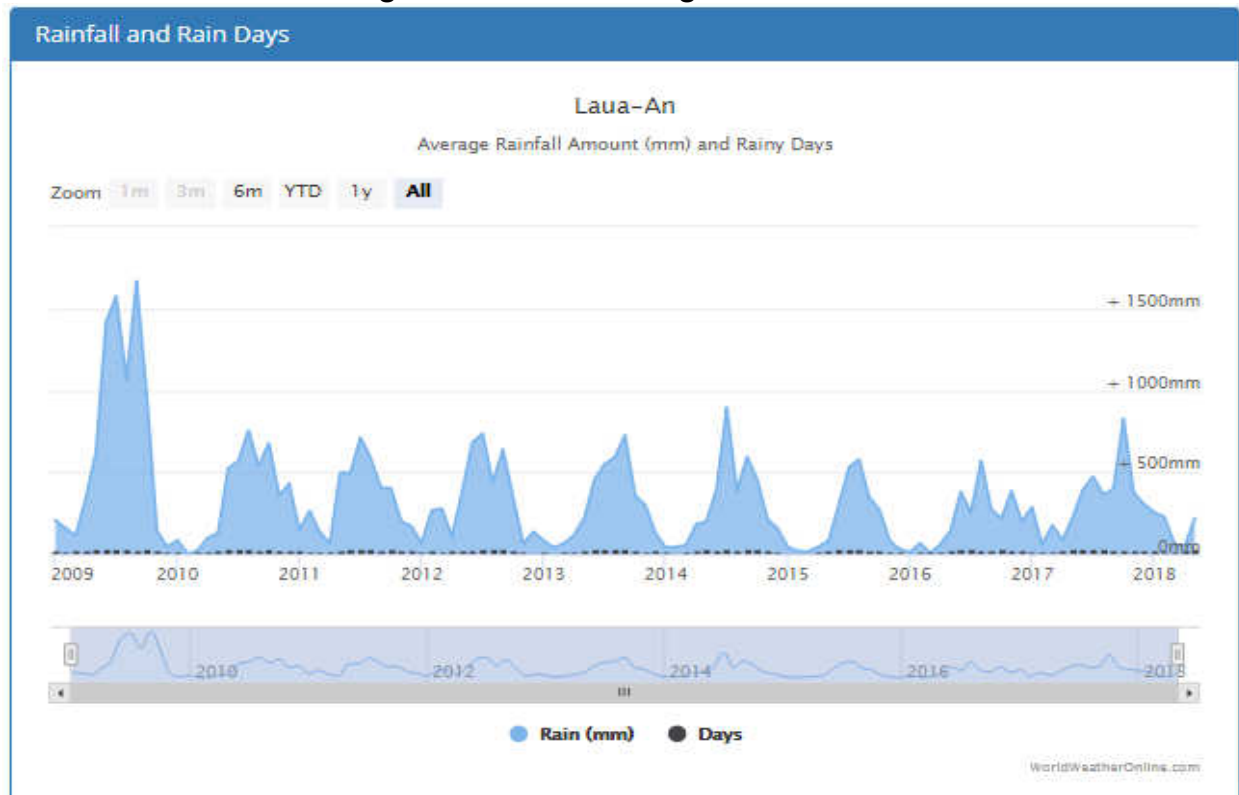 Rainfall and Rain Days
Laua-An
Average Rainfall Amount (mm) and Rainy Days
Zoom 1m 3m 6m YTD 1y All
1500mm
1000mm
500mm
0mm
2009 2010 2011 2012 2013 2014 2015 2016 2017 2018
2010 2012 2014 2016 2018
Rain (mm) Days
WorldWeatherOnline.com